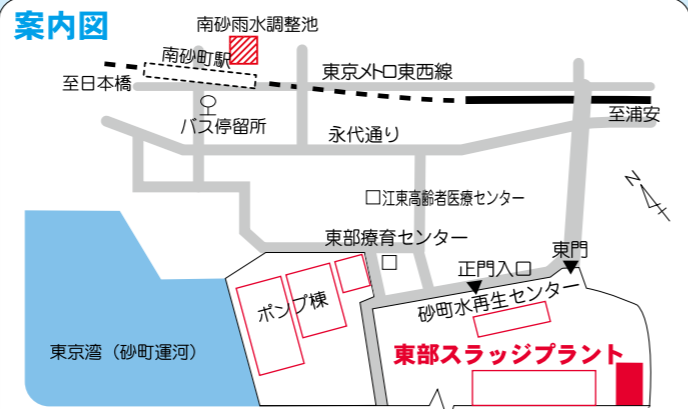 案内図
南砂雨水調整池
南砂町駅
東京メトロ東西線
至日本橋
至浦安
バス停留所
永代通り
N
江東高齢者医療センター
東部療育センター
東門
正門入口
ポンプ棟
砂町水再生センター
東京湾（砂町運河）
東部スラッジプラント